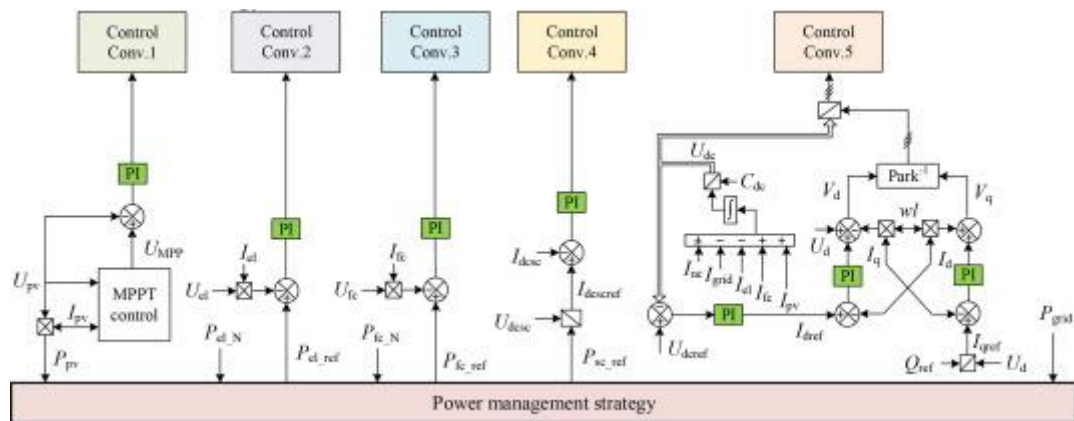 Control
Conv.1
Control
Conv.2
Control
Conv.3
Control
Conv.4
Control
Conv.5
PI
U_MPP
U_pv
I_pv
MPPT
control
P_pv
PI
I_el
U_el
P_el_N
P_el_ref
PI
I_fc
U_fc
P_fc_N
P_fc_ref
PI
I_desc
I_descref
U_desc
P_sc_ref
U_dc
C_dc
∫
+ − − + +
I_grid
I_el
I_fc
I_pv
PI
U_dcref
I_dref
Park⁻¹
V_d
V_q
wl
U_d
I_q
I_d
PI
PI
I_qref
Q_ref
U_d
P_grid
Power management strategy